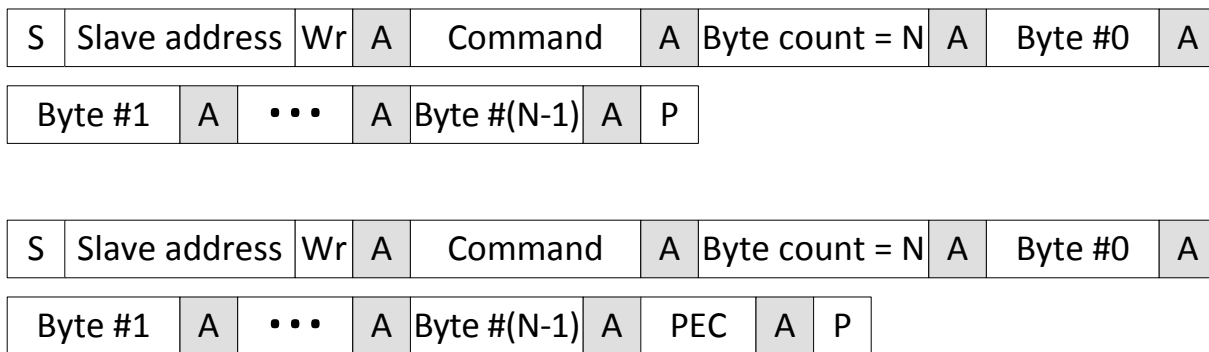 S Slave address Wr A Command A Byte count = N A Byte #0 A
Byte #1 A ••• A Byte #(N-1) A P
S Slave address Wr A Command A Byte count = N A Byte #0 A
Byte #1 A ••• A Byte #(N-1) A PEC A P